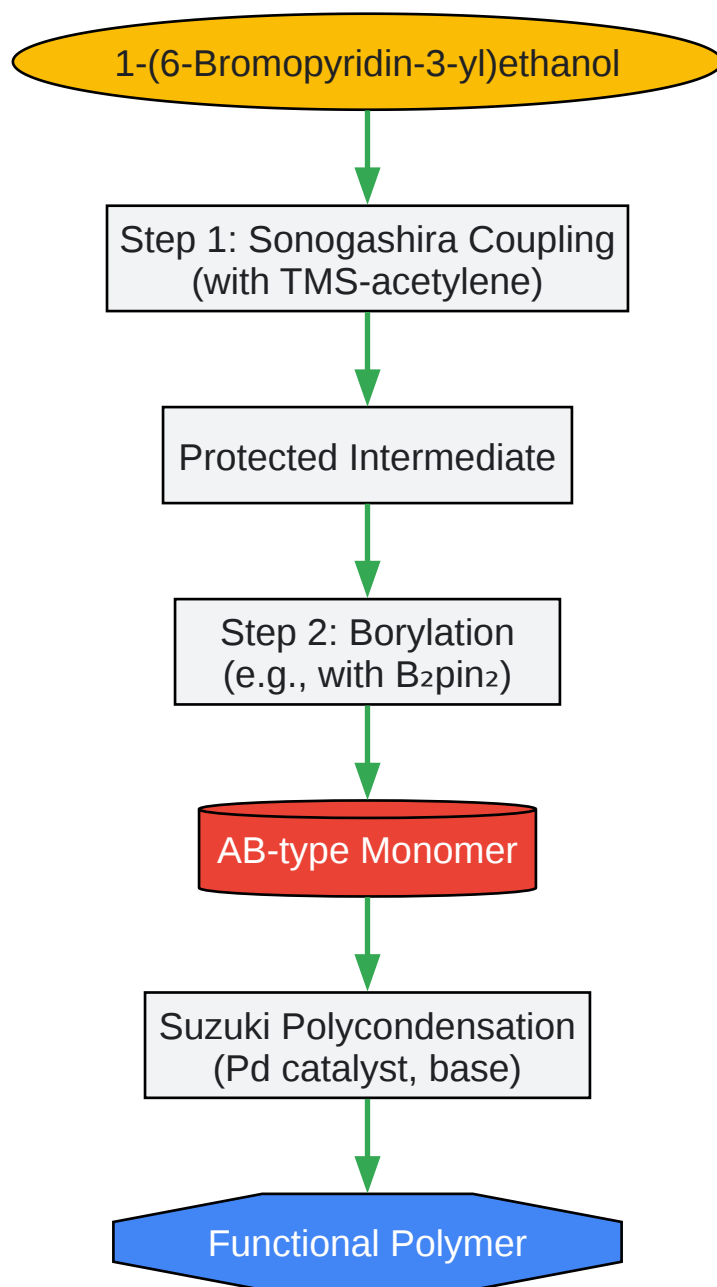 1-(6-Bromopyridin-3-yl)ethanol
Step 1: Sonogashira Coupling
(with TMS-acetylene)
Protected Intermediate
Step 2: Borylation
(e.g., with B₂pin₂)
AB-type Monomer
Suzuki Polycondensation
(Pd catalyst, base)
Functional Polymer